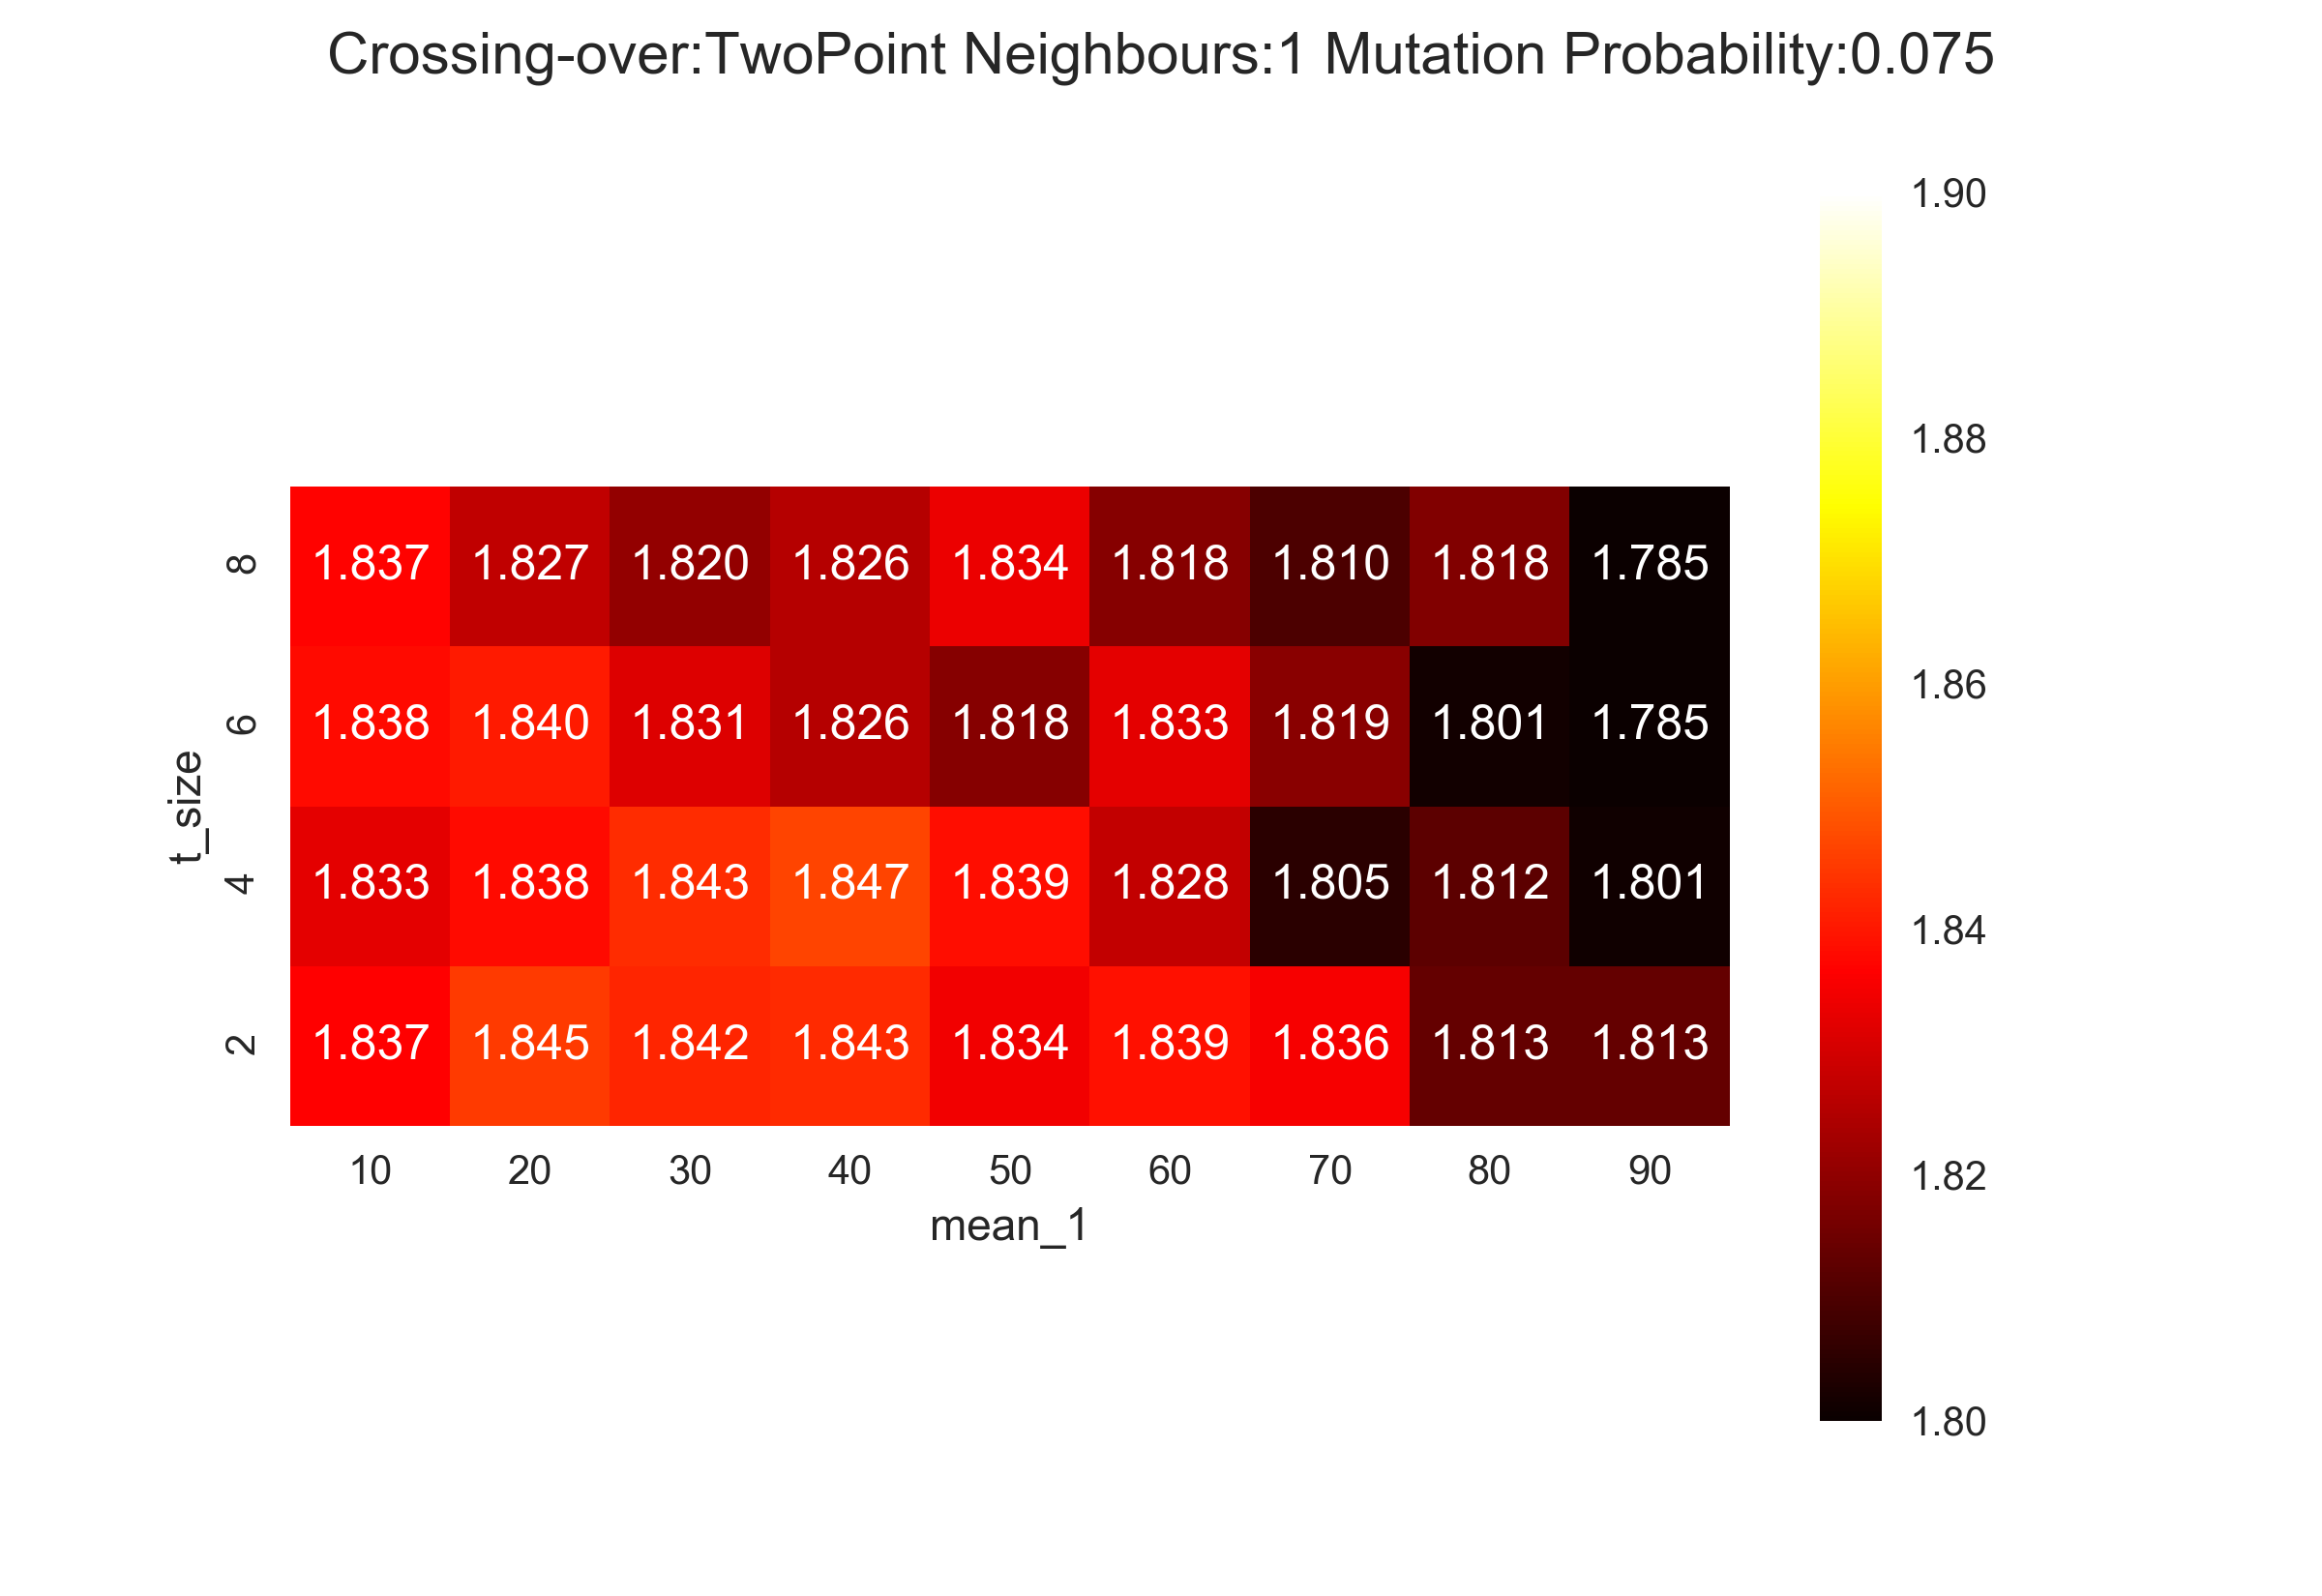 Crossing-over:TwoPoint Neighbours:1 Mutation Probability:0.075
1.90
1.88
1.86
1.84
1.82
1.80
t_size
8
1.837 1.827 1.820 1.826 1.834 1.818 1.810 1.818 1.785
6
1.838 1.840 1.831 1.826 1.818 1.833 1.819 1.801 1.785
4
1.833 1.838 1.843 1.847 1.839 1.828 1.805 1.812 1.801
2
1.837 1.845 1.842 1.843 1.834 1.839 1.836 1.813 1.813
10 20 30 40 50 60 70 80 90
mean_1